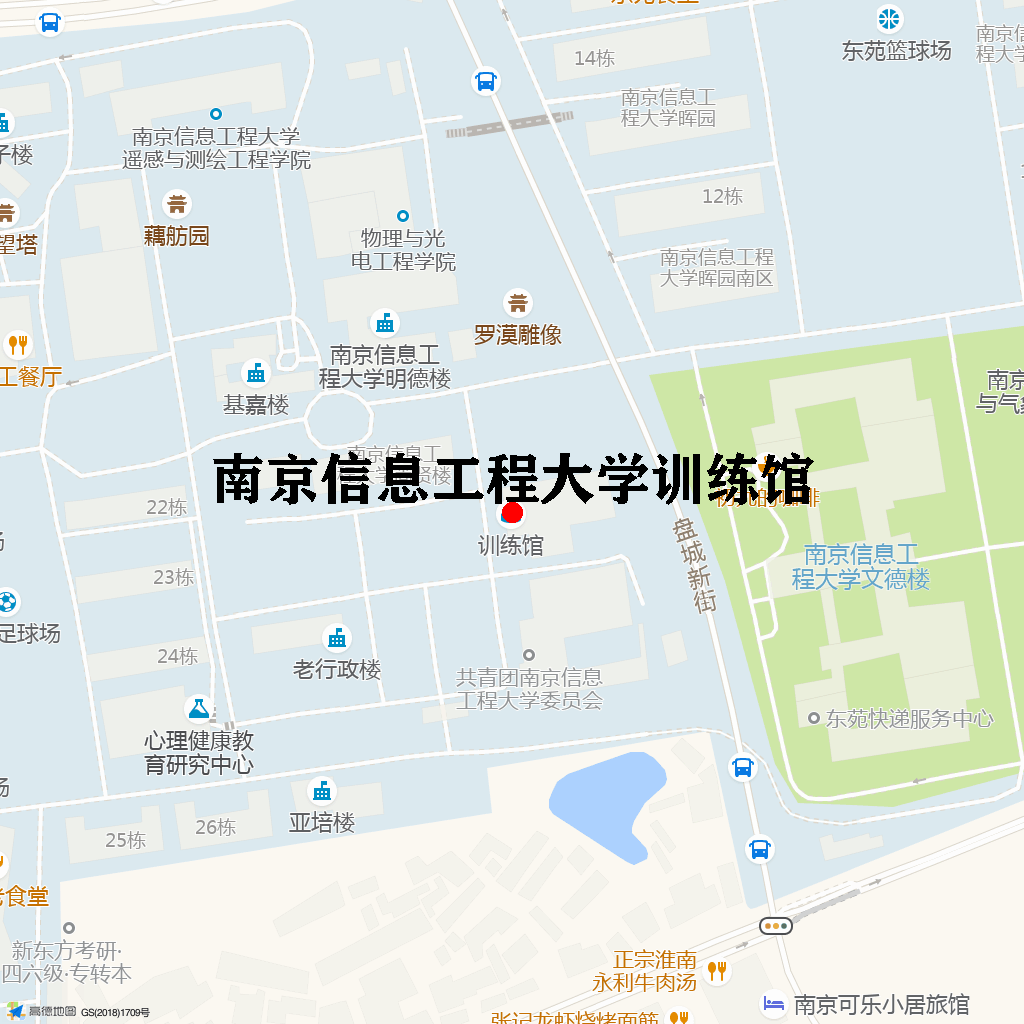 东苑篮球场
14栋
南京信息工
程大学晖园
南京信息工程大学
遥感与测绘工程学院
12栋
藕舫园
物理与光
电工程学院
望塔
南京信息工程
大学晖园南区
罗漠雕像
南京信息工
程大学明德楼
工餐厅
基嘉楼
南京
与气象
南京信息工
南京信息工程大学训练馆
22栋
训练馆
盘城新街
南京信息工
程大学文德楼
23栋
足球场
24栋
老行政楼
共青团南京信息
工程大学委员会
东苑快递服务中心
心理健康教
育研究中心
亚培楼
25栋
26栋
食堂
新东方考研·
四六级·专转本
正宗淮南
永利牛肉汤
南京可乐小居旅馆
高德地图 GS(2018)1709号
张记龙虾烧烤面筋